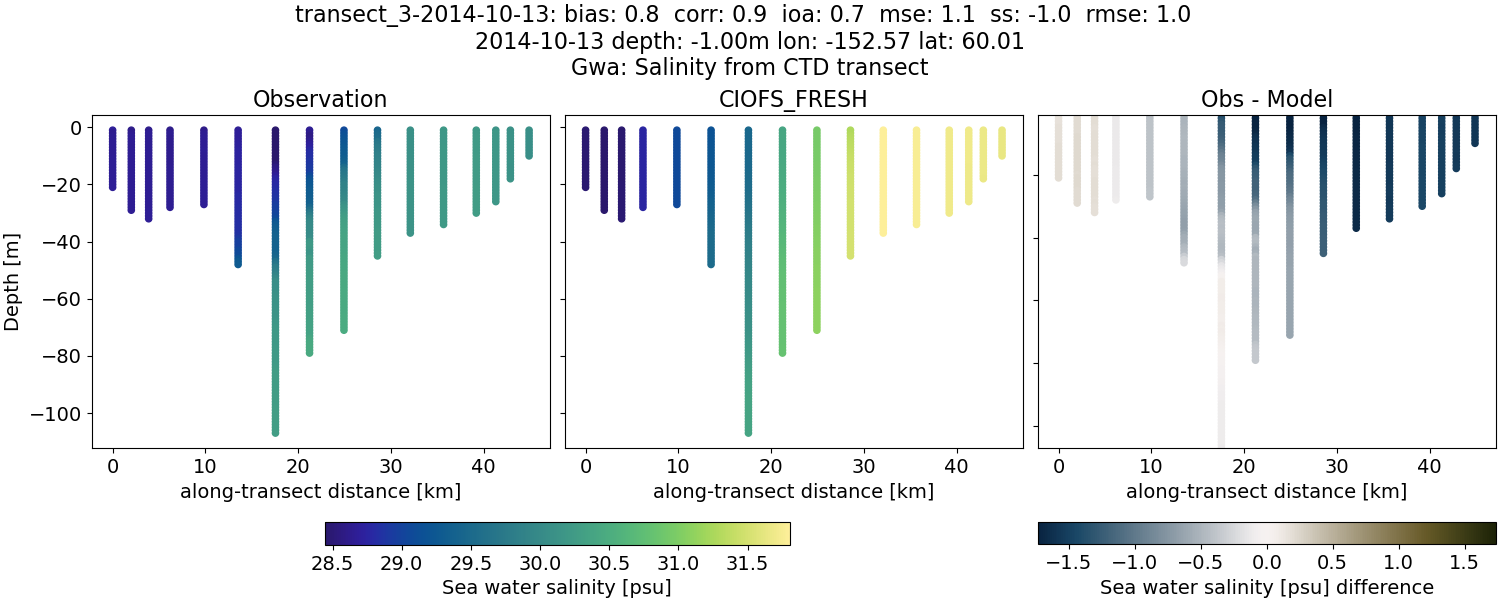 transect_3-2014-10-13: bias: 0.8  corr: 0.9  ioa: 0.7  mse: 1.1  ss: -1.0  rmse: 1.0
2014-10-13 depth: -1.00m lon: -152.57 lat: 60.01
Gwa: Salinity from CTD transect
Observation
CIOFS_FRESH
Obs - Model
Depth [m]
0
−20
−40
−60
−80
−100
0 10 20 30 40
0 10 20 30 40
0 10 20 30 40
along-transect distance [km]
along-transect distance [km]
along-transect distance [km]
28.5 29.0 29.5 30.0 30.5 31.0 31.5
Sea water salinity [psu]
−1.5 −1.0 −0.5 0.0 0.5 1.0 1.5
Sea water salinity [psu] difference